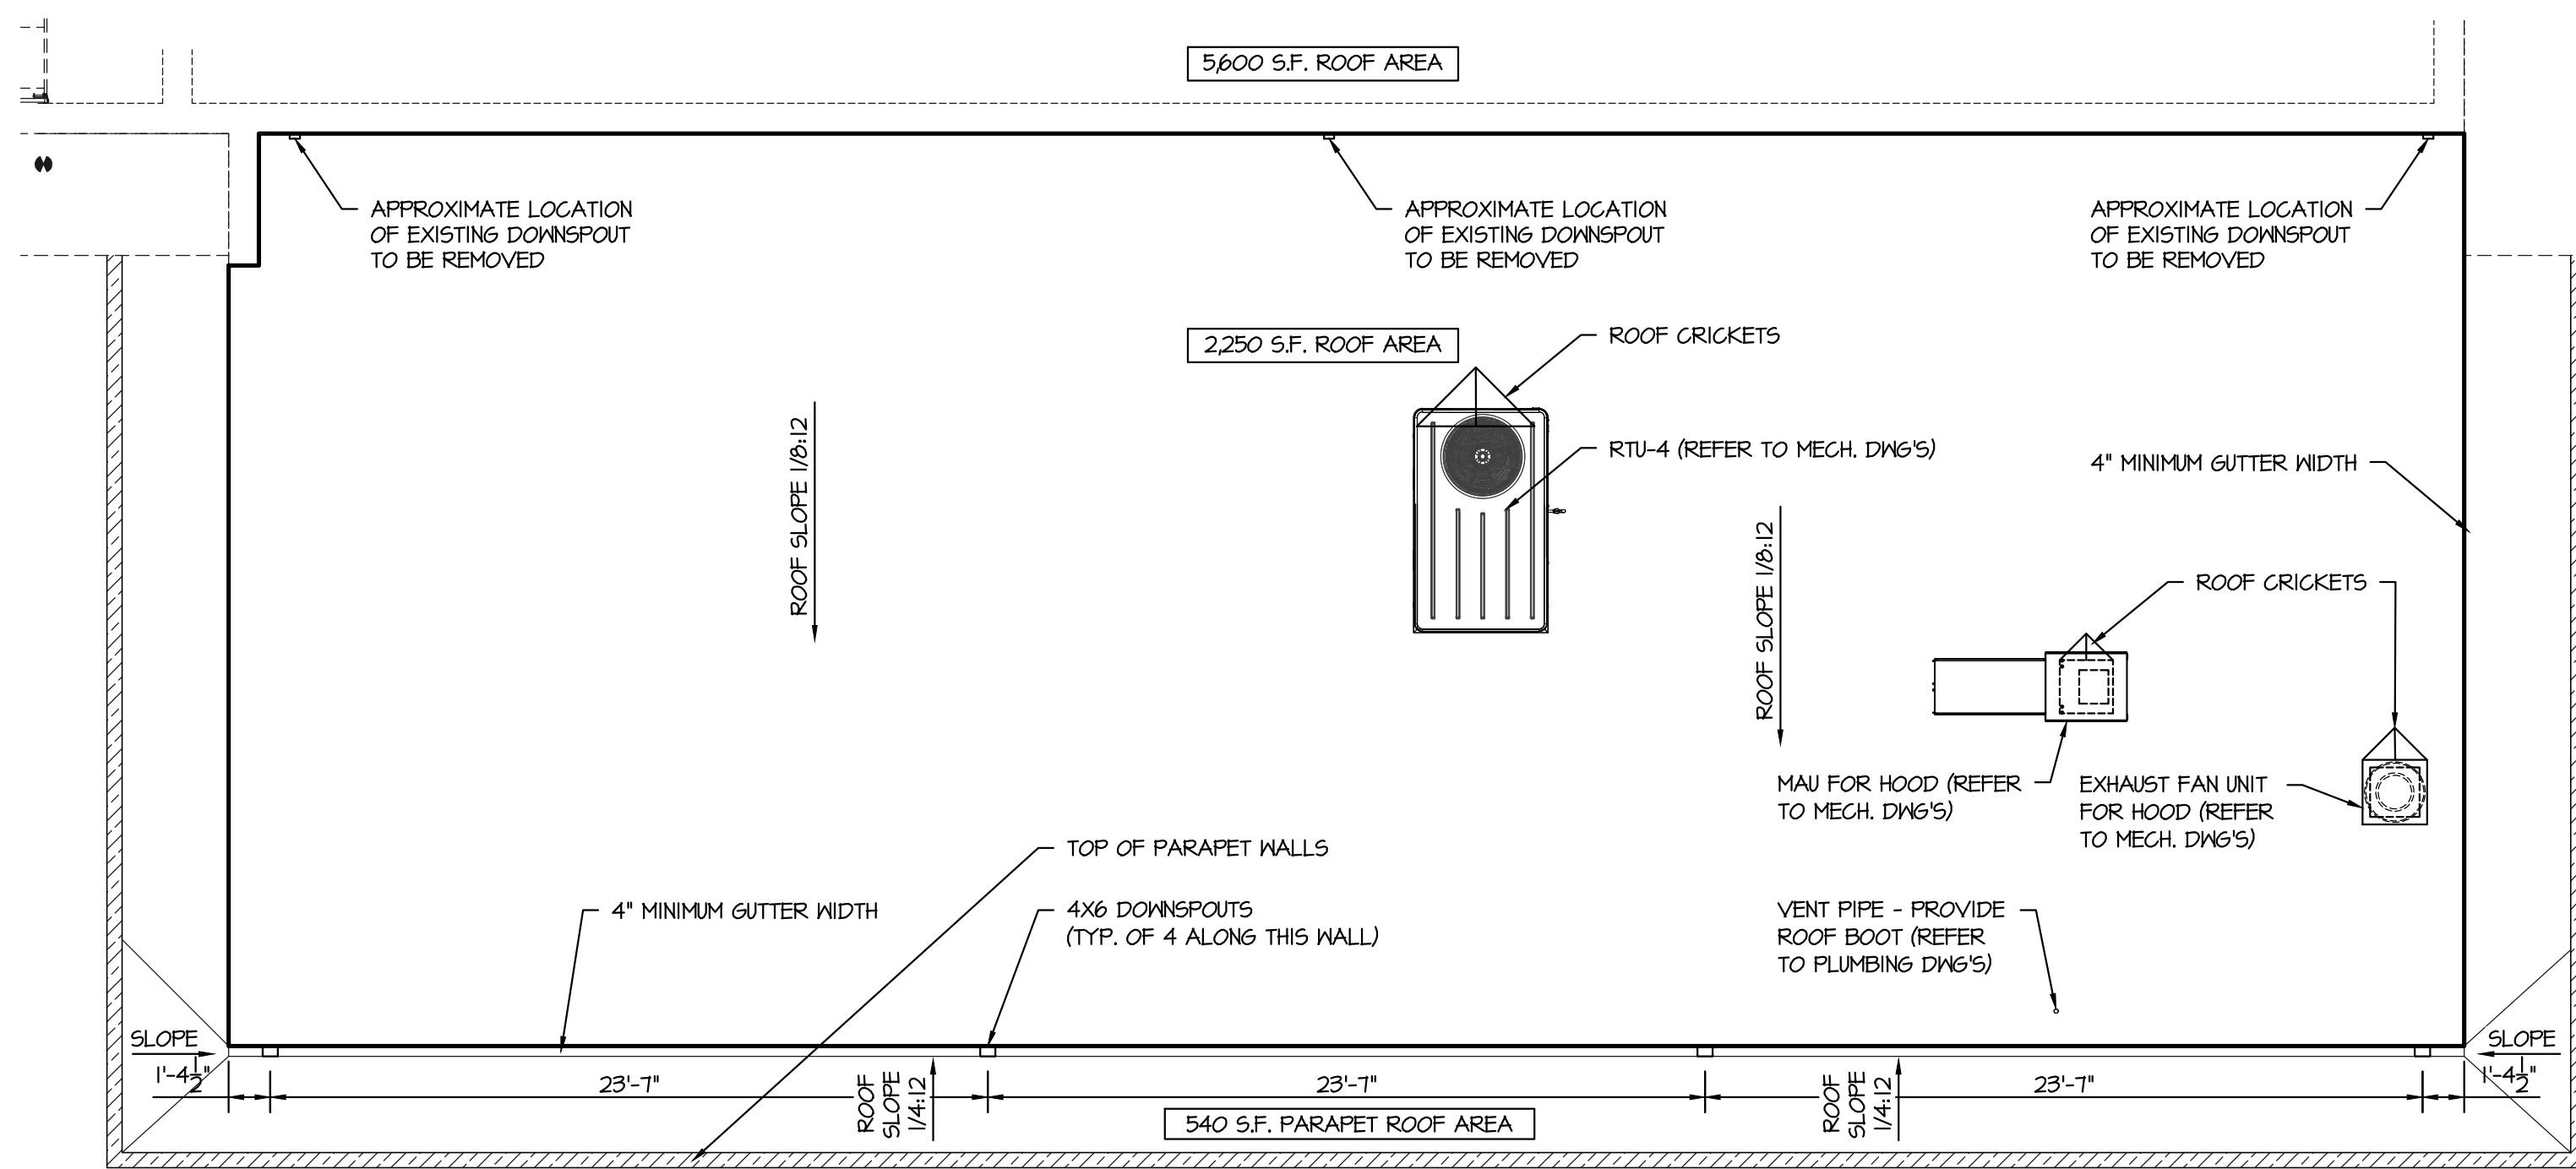 5,600 S.F. ROOF AREA
APPROXIMATE LOCATION
OF EXISTING DOWNSPOUT
TO BE REMOVED
APPROXIMATE LOCATION
OF EXISTING DOWNSPOUT
TO BE REMOVED
APPROXIMATE LOCATION
OF EXISTING DOWNSPOUT
TO BE REMOVED
2,250 S.F. ROOF AREA
ROOF CRICKETS
ROOF SLOPE 1/8:12
RTU-4 (REFER TO MECH. DWG'S)
4" MINIMUM GUTTER WIDTH
ROOF SLOPE 1/8:12
ROOF CRICKETS
MAU FOR HOOD (REFER
TO MECH. DWG'S)
EXHAUST FAN UNIT
FOR HOOD (REFER
TO MECH. DWG'S)
TOP OF PARAPET WALLS
4" MINIMUM GUTTER WIDTH
4X6 DOWNSPOUTS
(TYP. OF 4 ALONG THIS WALL)
VENT PIPE - PROVIDE
ROOF BOOT (REFER
TO PLUMBING DWG'S)
SLOPE
SLOPE
1'-4 1/2"
23'-7"
ROOF
SLOPE
1/4:12
23'-7"
ROOF
SLOPE
1/4:12
23'-7"
1'-4 1/2"
540 S.F. PARAPET ROOF AREA